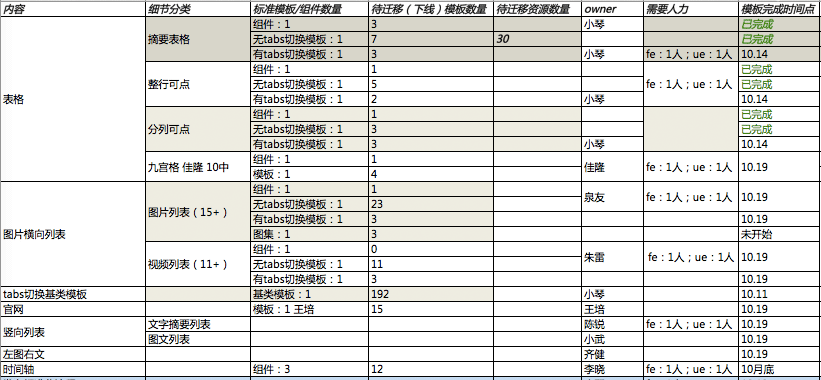 内容 细节分类 标准模板/组件数量 待迁移（下线）模板数量 待迁移资源数量 owner 需要人力 模板完成时间点
表格
摘要表格
组件：1 3 小琴 已完成
无tabs切换模板：1 7 30 已完成
有tabs切换模板：1 3 小琴 fe：1人；ue：1人 10.14
整行可点
组件：1 1 已完成
无tabs切换模板：1 5 fe：1人；ue：1人 已完成
有tabs切换模板：1 2 小琴 10.14
分列可点
组件：1 1 已完成
无tabs切换模板：1 3 已完成
有tabs切换模板：1 3 小琴 10.14
九宫格 佳隆 10中
组件：1 1 佳隆 fe：1人；ue：1人 10.19
模板：1 4
图片横向列表
图片列表（15+）
组件：1 1 泉友 fe：1人；ue：1人 10.19
无tabs切换模板：1 23
有tabs切换模板：1 3 10.19
图集：1 3 未开始
视频列表（11+）
组件：1 0 朱雷 fe：1人；ue：1人 10.19
无tabs切换模板：1 11
有tabs切换模板：1 3 10.19
tabs切换基类模板 基类模板：1 192 小琴 10.11
官网 模板：1 王培 15 王培 10.19
竖向列表
文字摘要列表 陈锐 fe：1人；ue：1人 10.19
图文列表 小武 10.19
左图右文 齐健 10.19
时间轴 组件：3 12 李晓 fe：1人；ue：1人 10月底